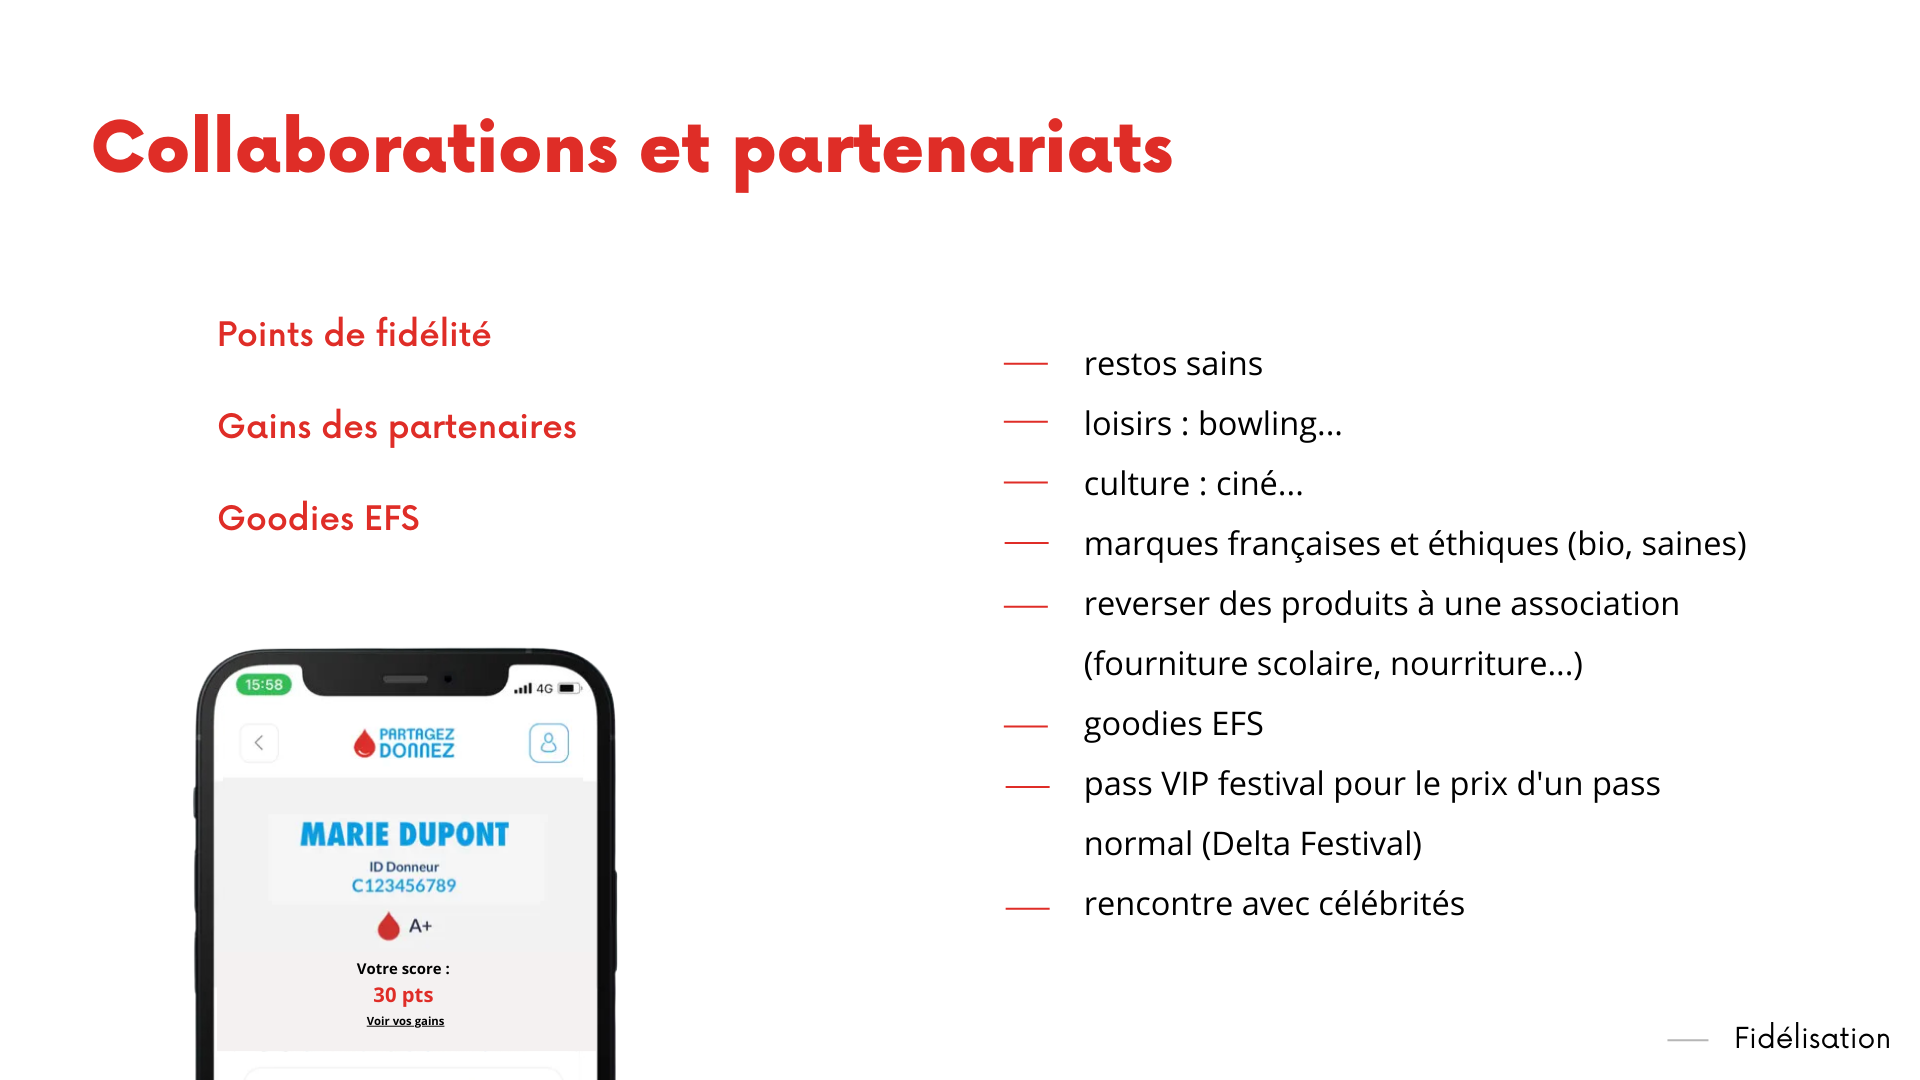 Collaborations et partenariats
Points de fidélité
Gains des partenaires
Goodies EFS
15:58
4G
PARTAGEZ
DONNEZ
MARIE DUPONT
ID Donneur
C123456789
A+
Votre score :
30 pts
Voir vos gains
restos sains
loisirs : bowling...
culture : ciné...
marques françaises et éthiques (bio, saines)
reverser des produits à une association
(fourniture scolaire, nourriture...)
goodies EFS
pass VIP festival pour le prix d'un pass
normal (Delta Festival)
rencontre avec célébrités
Fidélisation